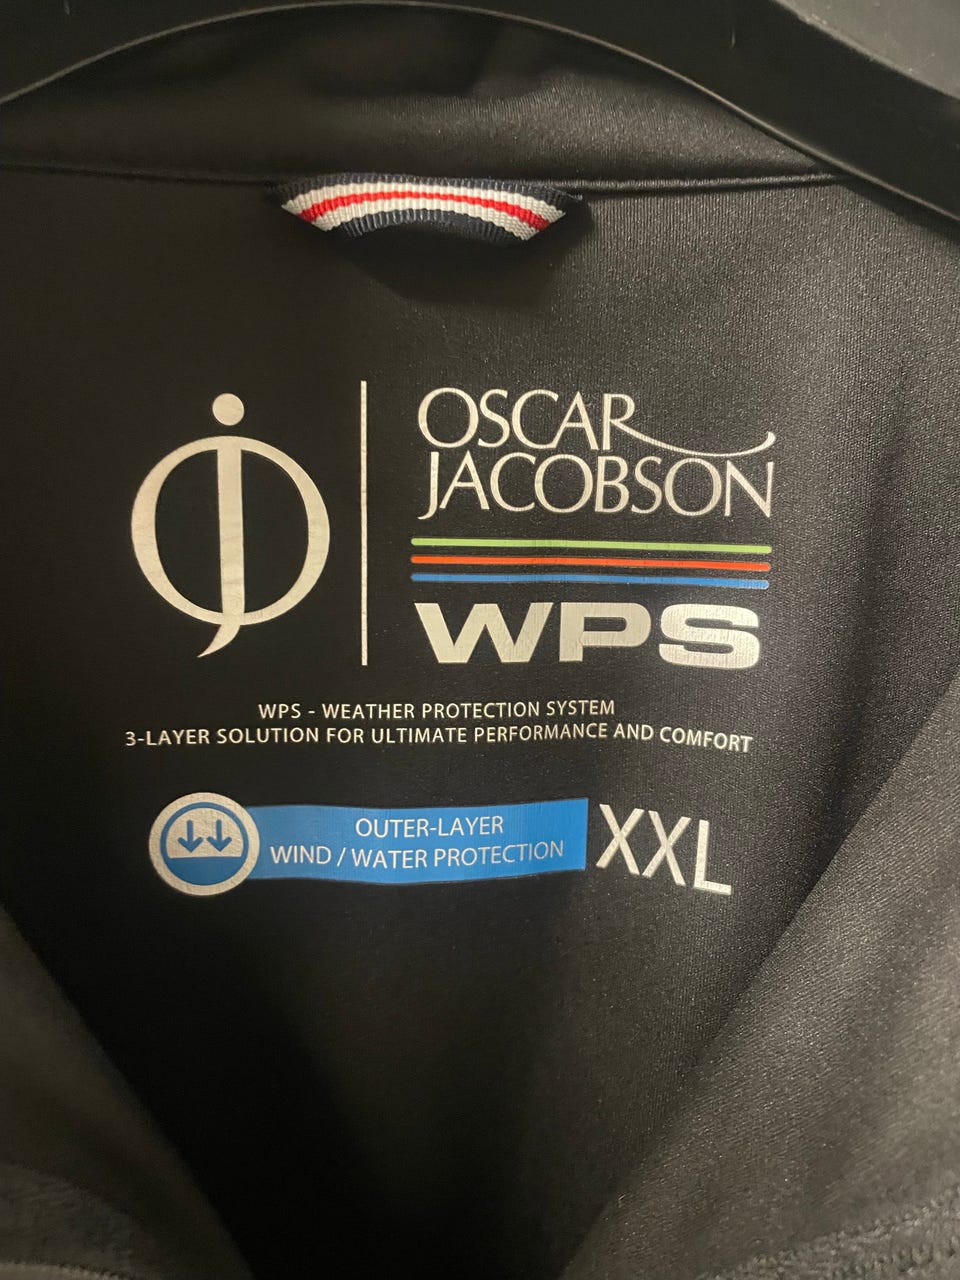 OSCAR
JACOBSON
WPS
WPS - WEATHER PROTECTION SYSTEM
3-LAYER SOLUTION FOR ULTIMATE PERFORMANCE AND COMFORT
OUTER-LAYER
WIND / WATER PROTECTION
XXL